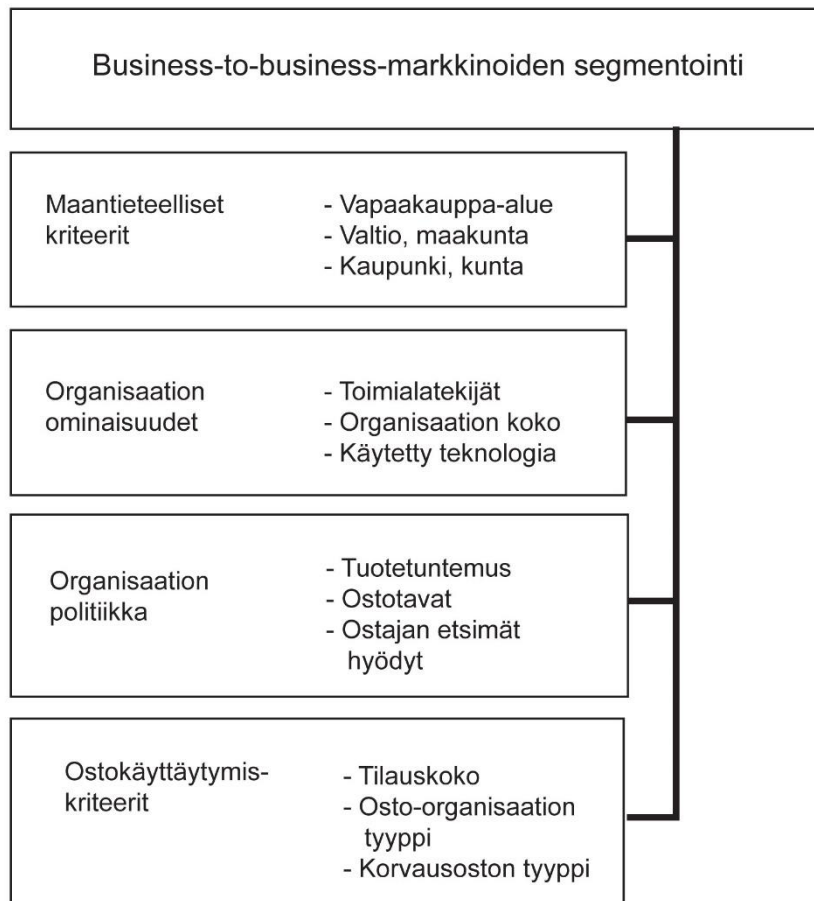 Business-to-business-markkinoiden segmentointi
Maantieteelliset
kriteerit
- Vapaakauppa-alue
- Valtio, maakunta
- Kaupunki, kunta
Organisaation
ominaisuudet
- Toimialatekijät
- Organisaation koko
- Käytetty teknologia
Organisaation
politiikka
- Tuotetuntemus
- Ostotavat
- Ostajan etsimät
hyödyt
Ostokäyttäytymis-
kriteerit
- Tilauskoko
- Osto-organisaation
tyyppi
- Korvausoston tyyppi